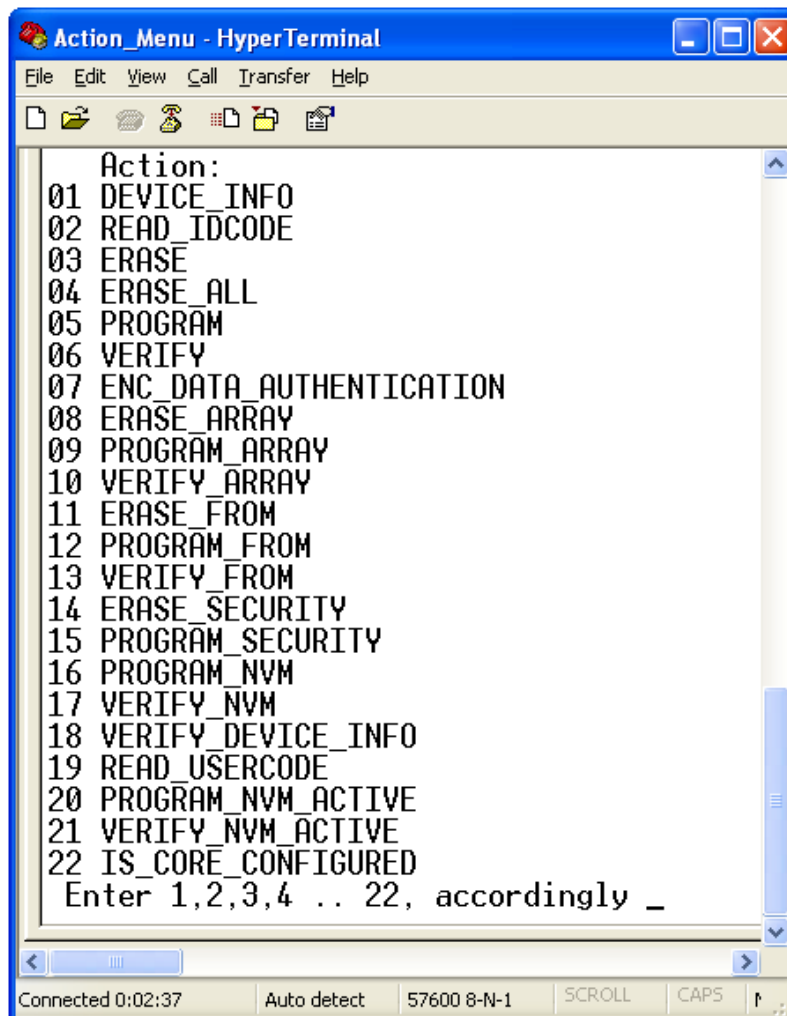 Action_Menu - HyperTerminal
File Edit View Call Transfer Help
Action:
01 DEVICE_INFO
02 READ_IDCODE
03 ERASE
04 ERASE_ALL
05 PROGRAM
06 VERIFY
07 ENC_DATA_AUTHENTICATION
08 ERASE_ARRAY
09 PROGRAM_ARRAY
10 VERIFY_ARRAY
11 ERASE_FROM
12 PROGRAM_FROM
13 VERIFY_FROM
14 ERASE_SECURITY
15 PROGRAM_SECURITY
16 PROGRAM_NVM
17 VERIFY_NVM
18 VERIFY_DEVICE_INFO
19 READ_USERCODE
20 PROGRAM_NVM_ACTIVE
21 VERIFY_NVM_ACTIVE
22 IS_CORE_CONFIGURED
Enter 1,2,3,4 .. 22, accordingly _
Connected 0:02:37 Auto detect 57600 8-N-1 SCROLL CAPS